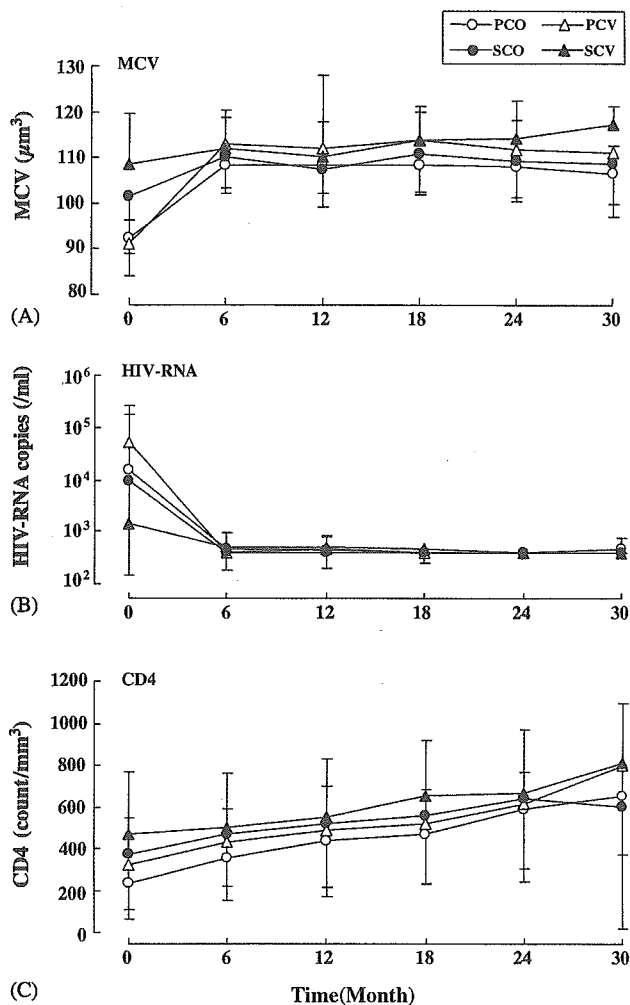 PCO PCV
SCO SCV
MCV
MCV (μm³)
130
120
110
100
90
80
0 6 12 18 24 30
(A)
HIV-RNA
HIV-RNA copies (/ml)
10⁶
10⁵
10⁴
10³
10²
0 6 12 18 24 30
(B)
CD4
CD4 (count/mm³)
1200
1000
800
600
400
200
0
0 6 12 18 24 30
(C)
Time(Month)